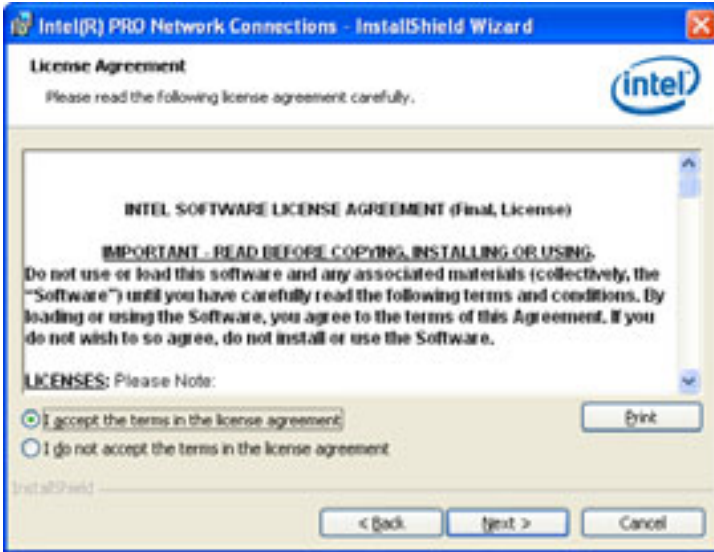 Intel(R) PRO Network Connections - InstallShield Wizard
License Agreement
Please read the following license agreement carefully.
intel
INTEL SOFTWARE LICENSE AGREEMENT (Final, License)
IMPORTANT - READ BEFORE COPYING, INSTALLING OR USING.
Do not use or load this software and any associated materials (collectively, the
“Software”) until you have carefully read the following terms and conditions. By
loading or using the Software, you agree to the terms of this Agreement. If you
do not wish to so agree, do not install or use the Software.
LICENSES: Please Note:
I accept the terms in the license agreement
Print
I do not accept the terms in the license agreement
InstallShield
< Back
Next >
Cancel